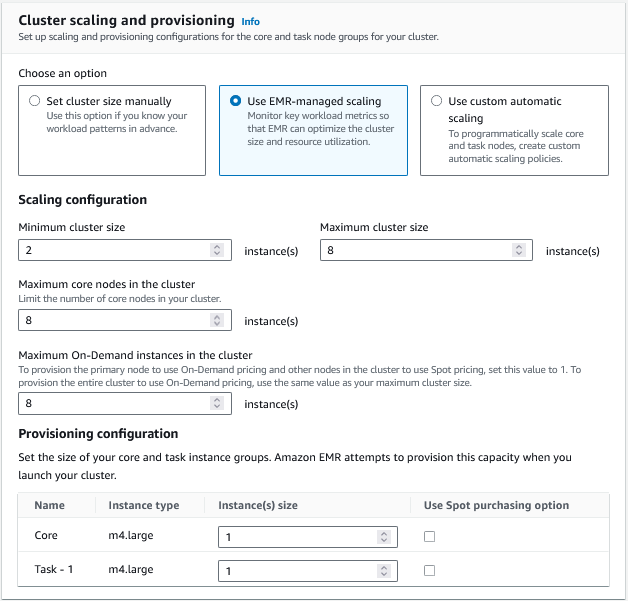 Cluster scaling and provisioning Info
Set up scaling and provisioning configurations for the core and task node groups for your cluster.
Choose an option
Set cluster size manually
Use this option if you know your
workload patterns in advance.
Use EMR-managed scaling
Monitor key workload metrics so
that EMR can optimize the cluster
size and resource utilization.
Use custom automatic
scaling
To programmatically scale core
and task nodes, create custom
automatic scaling policies.
Scaling configuration
Minimum cluster size
2 instance(s)
Maximum cluster size
8 instance(s)
Maximum core nodes in the cluster
Limit the number of core nodes in your cluster.
8 instance(s)
Maximum On-Demand instances in the cluster
To provision the primary node to use On-Demand pricing and other nodes in the cluster to use Spot pricing, set this value to 1. To
provision the entire cluster to use On-Demand pricing, use the same value as your maximum cluster size.
8 instance(s)
Provisioning configuration
Set the size of your core and task instance groups. Amazon EMR attempts to provision this capacity when you
launch your cluster.
Name Instance type Instance(s) size Use Spot purchasing option
Core m4.large 1
Task - 1 m4.large 1